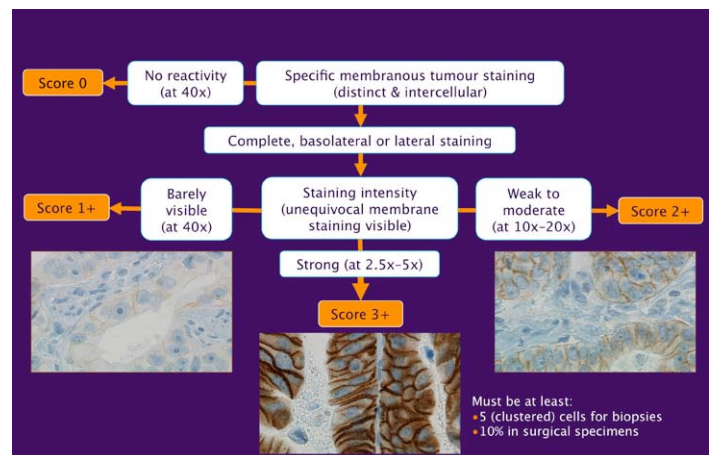 Score 0
No reactivity
(at 40x)
Specific membranous tumour staining
(distinct & intercellular)
Complete, basolateral or lateral staining
Score 1+
Barely
visible
(at 40x)
Staining intensity
(unequivocal membrane
staining visible)
Weak to
moderate
(at 10x–20x)
Score 2+
Strong (at 2.5x–5x)
Score 3+
Must be at least:
•5 (clustered) cells for biopsies
•10% in surgical specimens